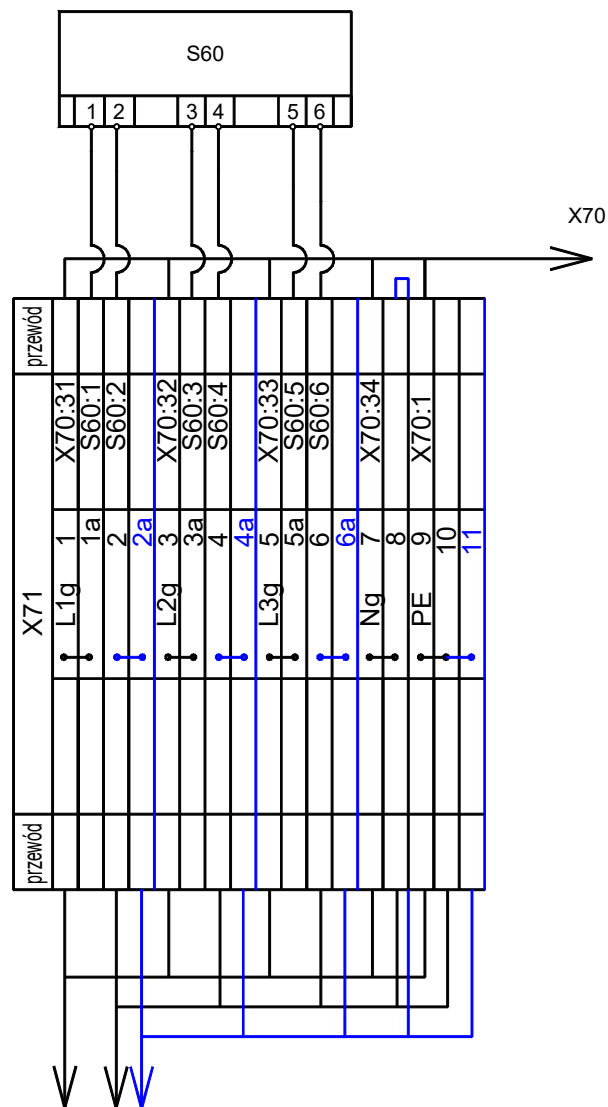 S60
1 2 3 4 5 6
X70
przewód
X70:31
S60:1
S60:2
X70:32
S60:3
S60:4
X70:33
S60:5
S60:6
X70:34
X70:1
X71
L1g 1
1a
2
2a
L2g 3
3a
4
4a
L3g 5
5a
6
6a
Ng 7
8
PE 9
10
11
przewód